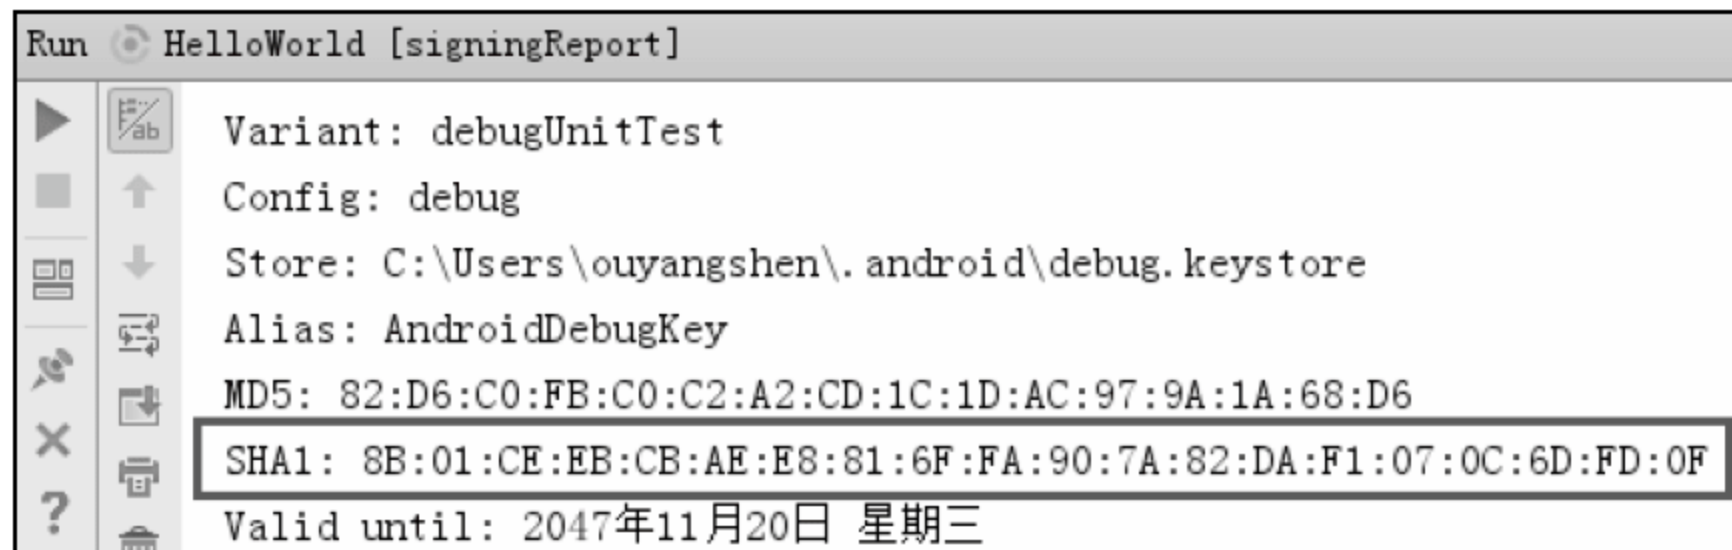 Run HelloWorld [signingReport]
Variant: debugUnitTest
Config: debug
Store: C:\Users\ouyangshen\.android\debug.keystore
Alias: AndroidDebugKey
MD5: 82:D6:C0:FB:C0:C2:A2:CD:1C:1D:AC:97:9A:1A:68:D6
SHA1: 8B:01:CE:EB:CB:AE:E8:81:6F:FA:90:7A:82:DA:F1:07:0C:6D:FD:0F
Valid until: 2047年11月20日 星期三